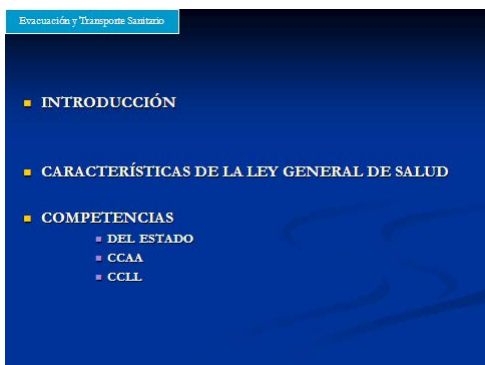 Evacuación y Transporte Sanitario
INTRODUCCIÓN
CARACTERÍSTICAS DE LA LEY GENERAL DE SALUD
COMPETENCIAS
DEL ESTADO
CCAA
CCLL